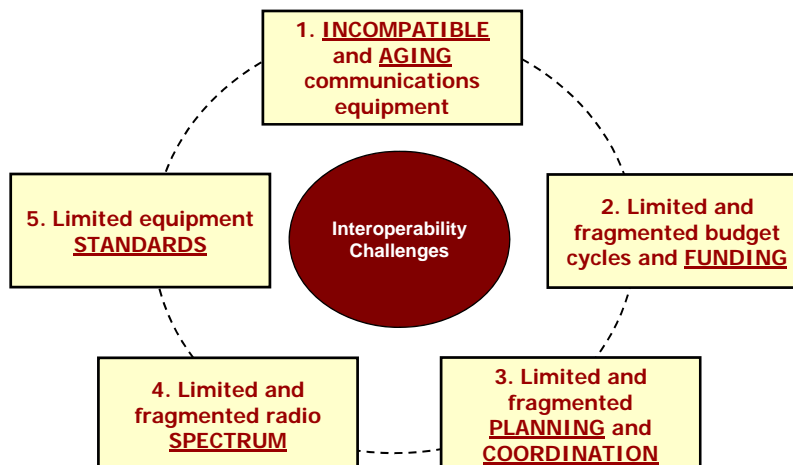 1. INCOMPATIBLE
and AGING
communications
equipment
Interoperability
Challenges
2. Limited and
fragmented budget
cycles and FUNDING
3. Limited and
fragmented
PLANNING and
COORDINATION
4. Limited and
fragmented radio
SPECTRUM
5. Limited equipment
STANDARDS